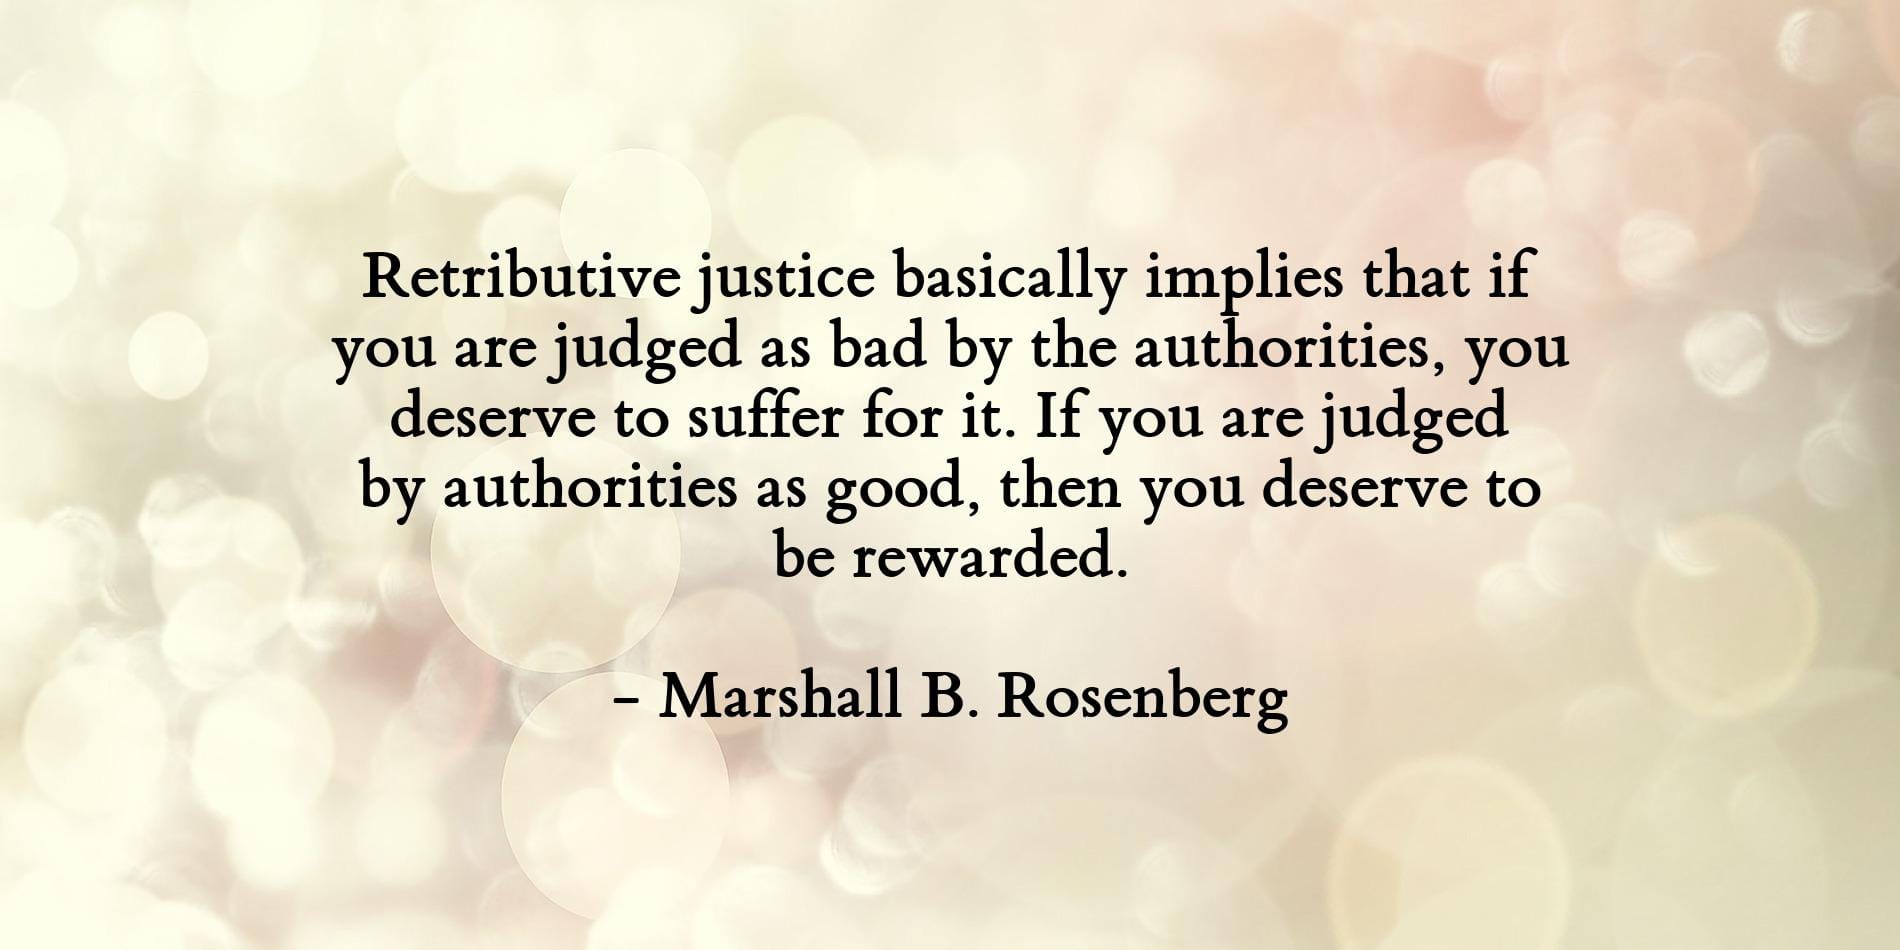 Retributive justice basically implies that if
you are judged as bad by the authorities, you
deserve to suffer for it. If you are judged
by authorities as good, then you deserve to
be rewarded.
– Marshall B. Rosenberg